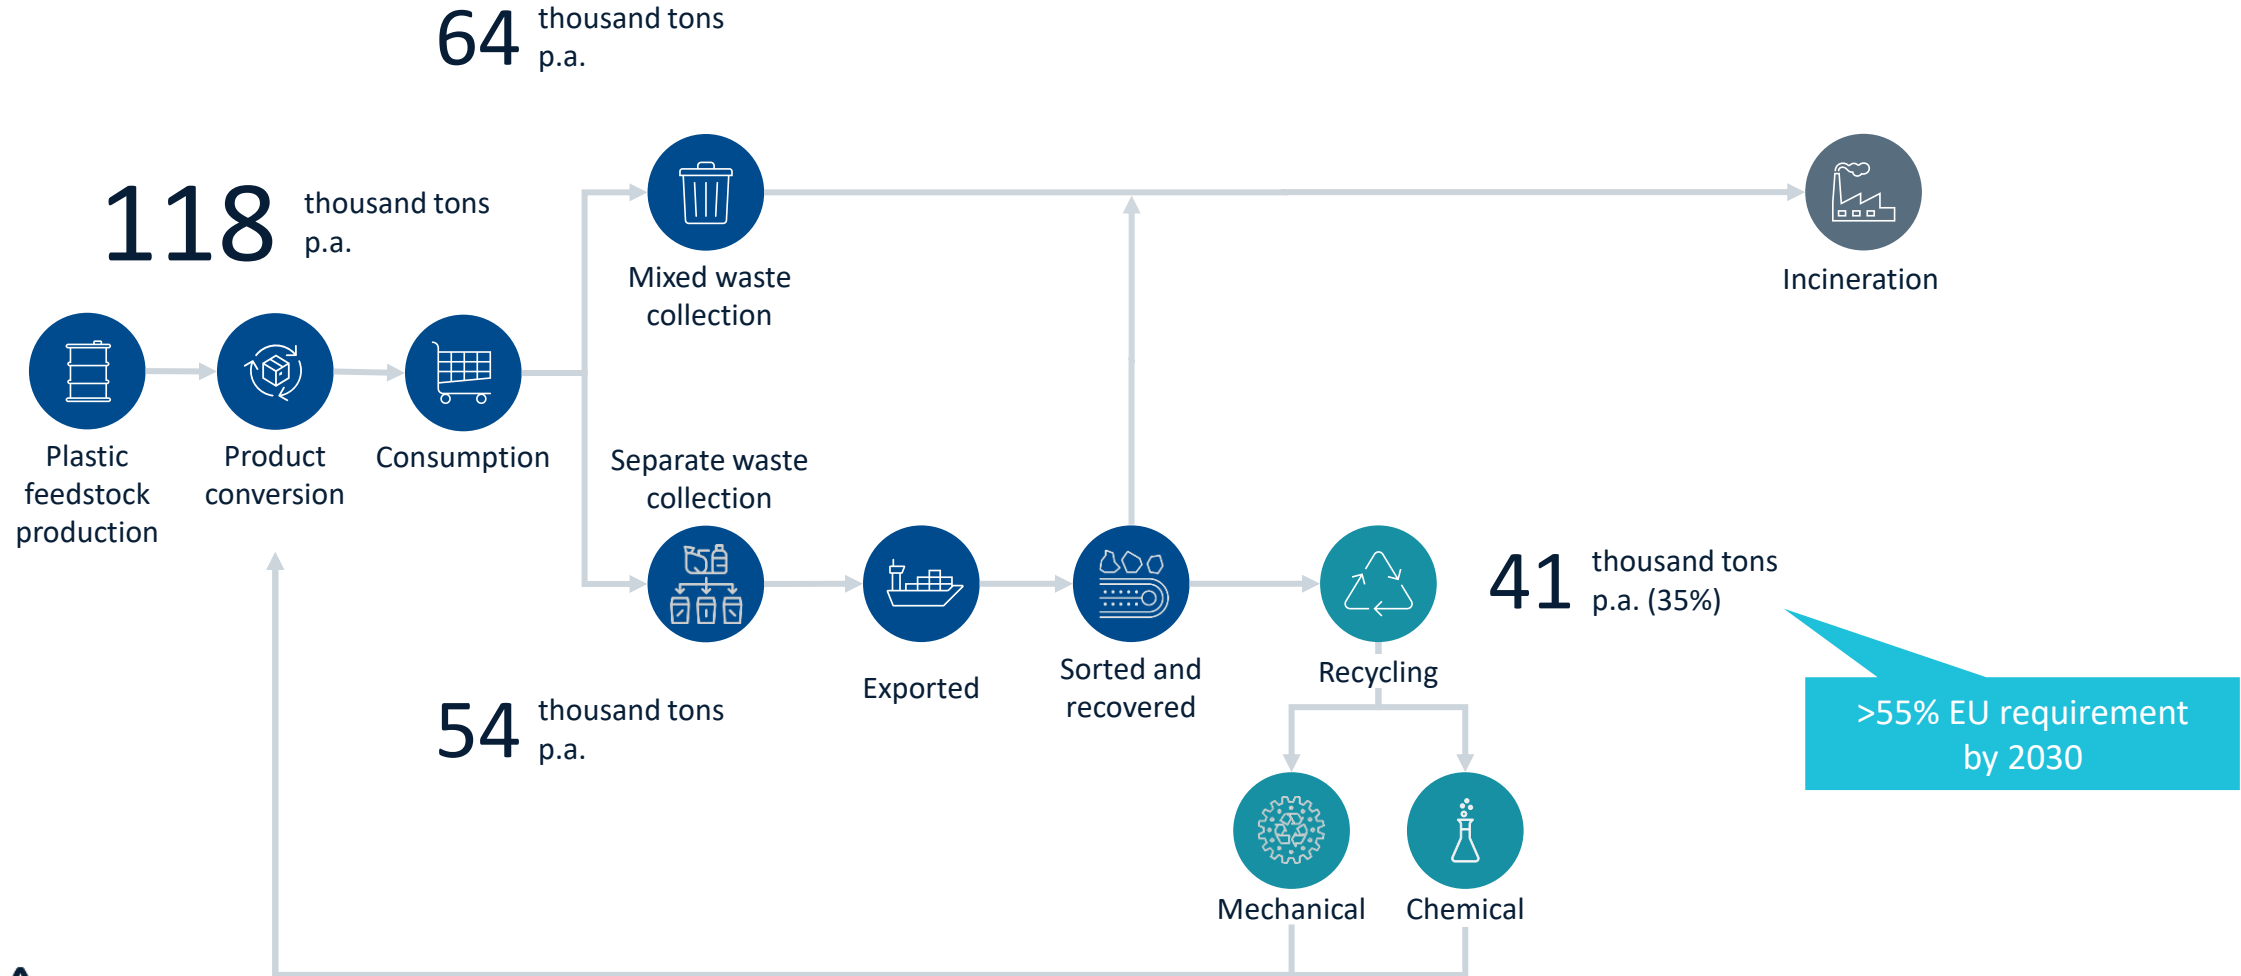 64 thousand tons
p.a.
118 thousand tons
p.a.
Mixed waste
collection
Incineration
Plastic
feedstock
production
Product
conversion
Consumption
Separate waste
collection
41 thousand tons
p.a. (35%)
Exported
Sorted and
recovered
Recycling
54 thousand tons
p.a.
>55% EU requirement
by 2030
Mechanical
Chemical